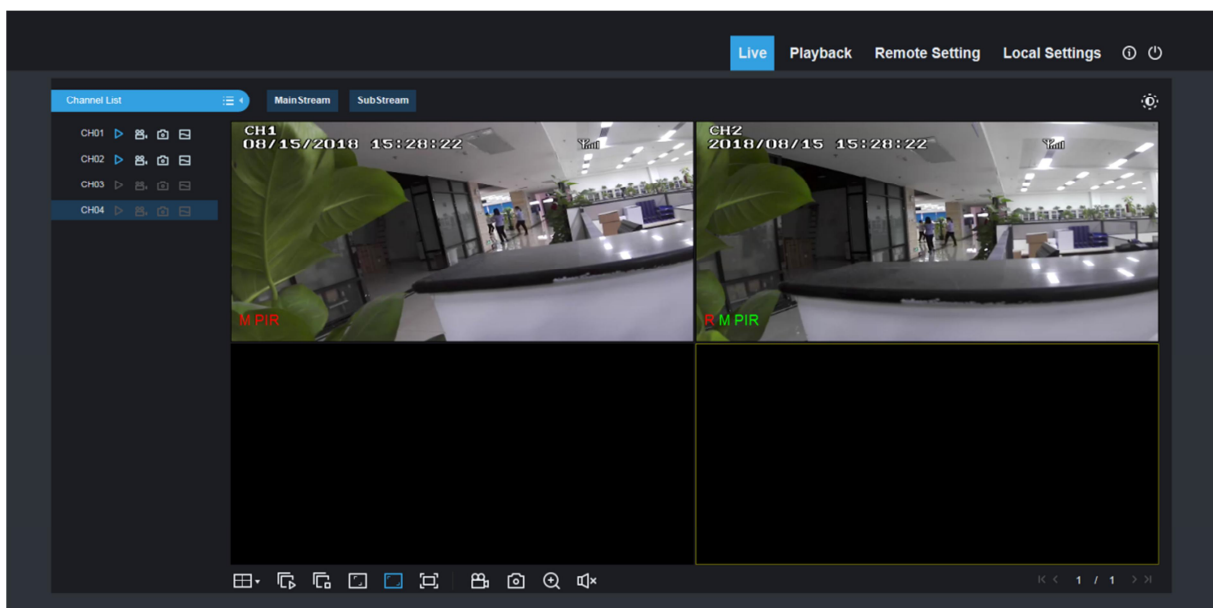 Live Playback Remote Setting Local Settings
Channel List
MainStream SubStream
CH01
CH02
CH03
CH04
CH1
08/15/2018 15:28:22
CH2
2018/08/15 15:28:22
M PIR
R M PIR
1 / 1